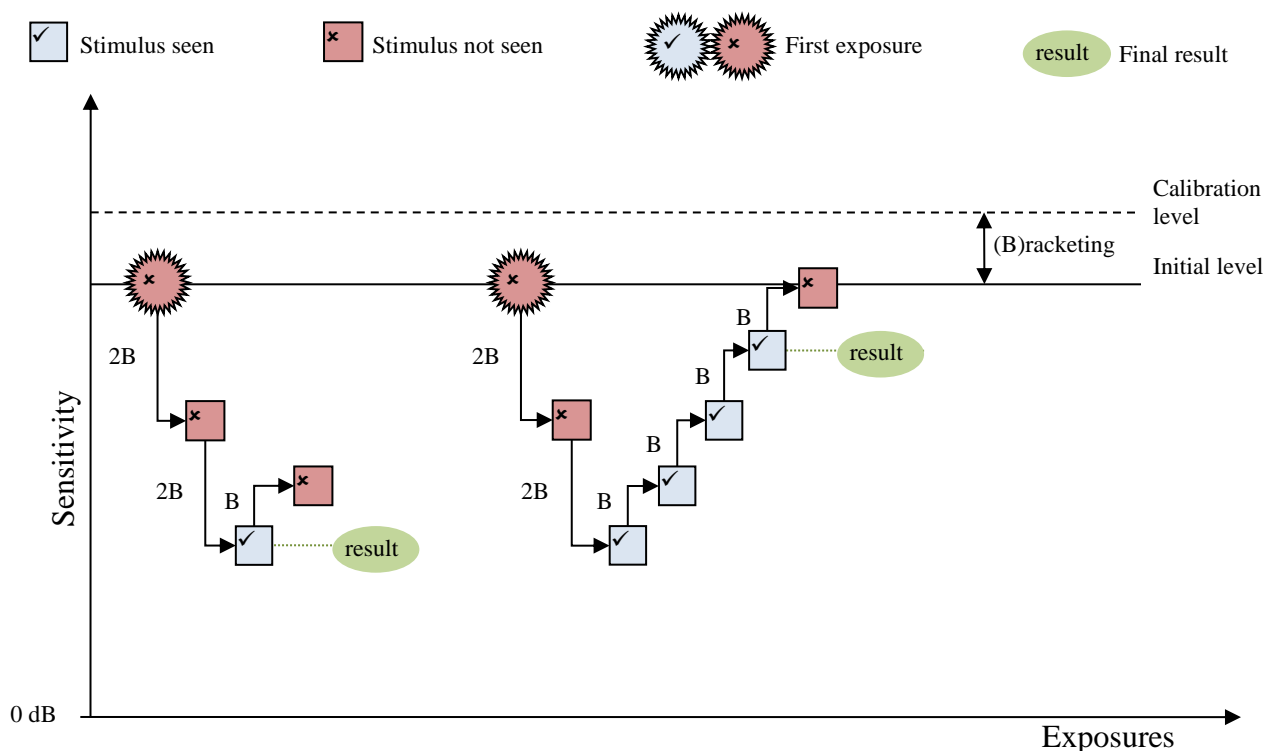 Stimulus seen
Stimulus not seen
First exposure
result
Final result
Calibration
level
(B)racketing
Initial level
2B
2B
B
result
2B
2B
B
B
B
B
result
Sensitivity
0 dB
Exposures